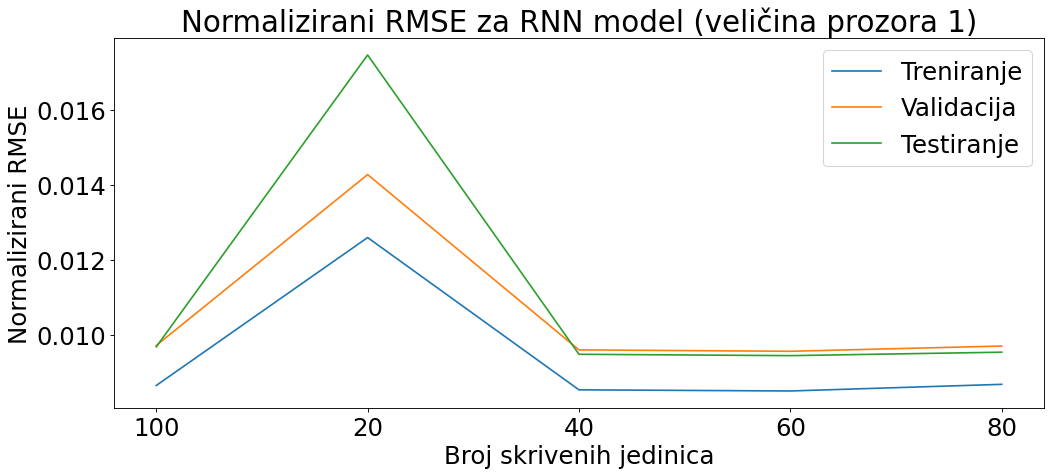 Normalizirani RMSE za RNN model (veličina prozora 1)
Treniranje
Validacija
Testiranje
Normalizirani RMSE
0.016
0.014
0.012
0.010
100 20 40 60 80
Broj skrivenih jedinica